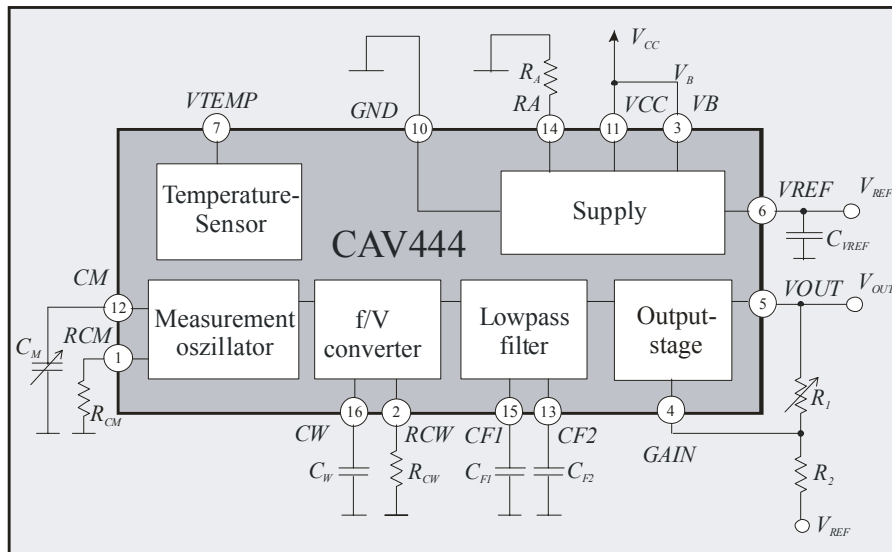 V_CC
R_A
V_B
VTEMP
GND
RA
VCC
VB
7
10
14
11
3
Temperature-
Sensor
Supply
VREF
V_REF
6
C_VREF
CAV444
CM
VOUT
V_OUT
12
5
Measurement
oszillator
f/V
converter
Lowpass
filter
Output-
stage
RCM
C_M
1
R_1
R_CM
16
2
15
13
4
CW
RCW
CF1
CF2
GAIN
C_W
R_CW
C_F1
C_F2
R_2
V_REF